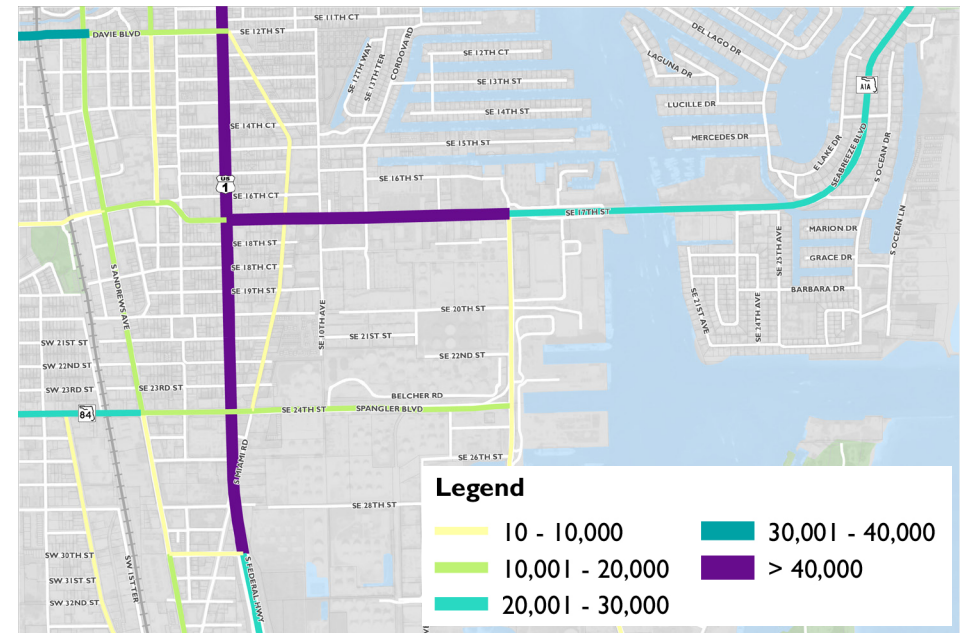 SE 11TH CT
DAVIE BLVD
SE 12TH ST
SE 12TH WAY
SE 13TH TER
CORDOVA RD
SE 12TH CT
DEL LAGO DR
LAGUNA DR
SE 13TH ST
A1A
LUCILLE DR
SE 14TH ST
SE 14TH CT
MERCEDES DR
SE 15TH ST
E LAKE DR
SEABREEZE BLVD
S OCEAN DR
US
1
SE 16TH ST
SE 16TH CT
SE 17TH ST
S OCEAN LN
MARION DR
SE 18TH ST
SE 25TH AVE
GRACE DR
SE 18TH CT
S ANDREWS AVE
SE 19TH ST
BARBARA DR
SE 10TH AVE
SE 20TH ST
SE 21ST AVE
SE 24TH AVE
SW 21ST ST
SE 21ST ST
SE 22ND ST
SW 22ND ST
SW 23RD ST
SE 23RD ST
BELCHER RD
84
SE 24TH ST
SPANGLER BLVD
S MIAMI RD
SE 26TH ST
SE 28TH ST
SW 30TH ST
SW 31ST ST
SW 32ND ST
SW 1ST TER
S FEDERAL HWY
Legend
10 - 10,000
10,001 - 20,000
20,001 - 30,000
30,001 - 40,000
> 40,000